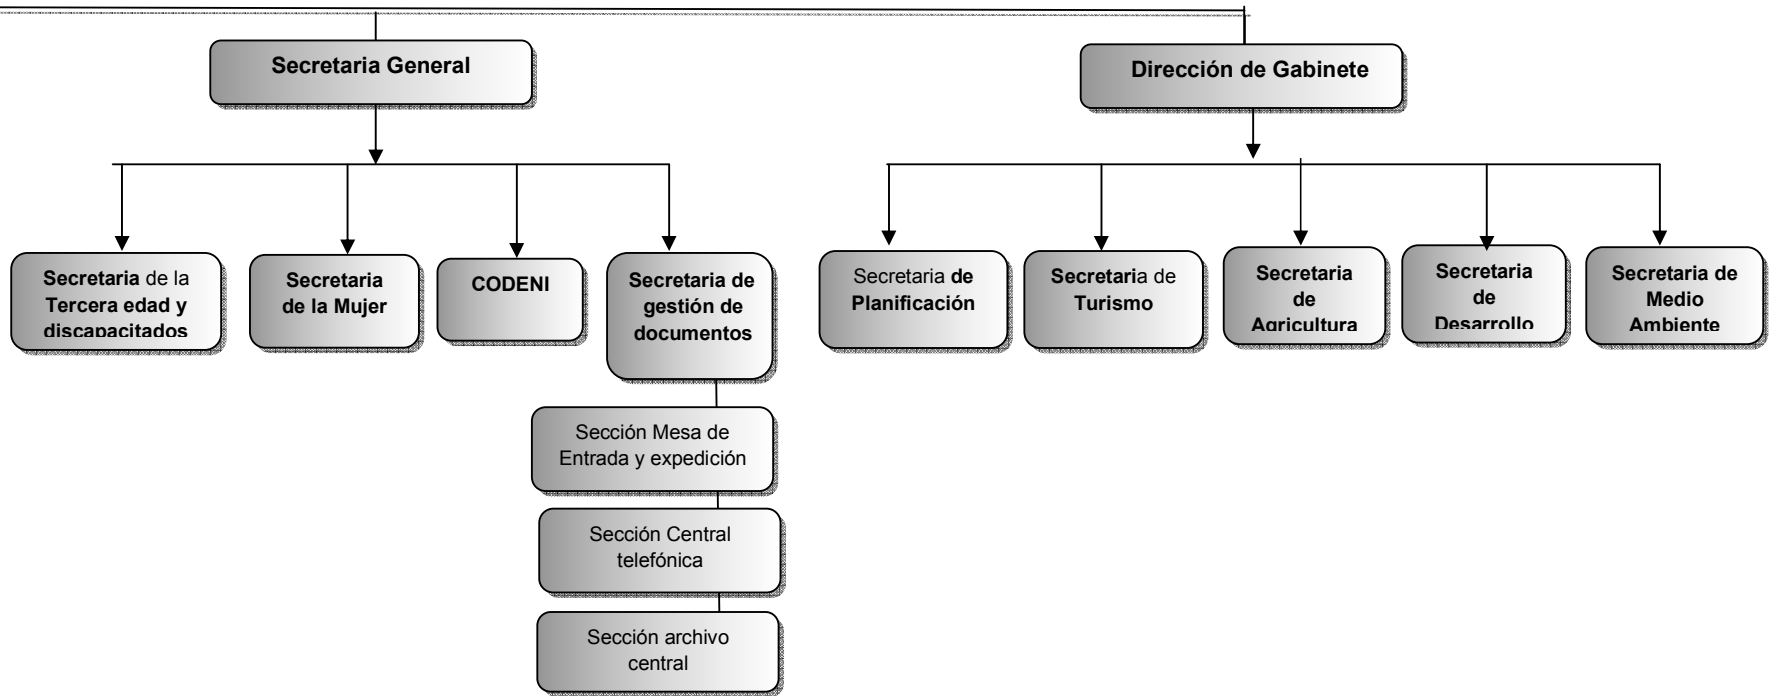 Secretaria General
Dirección de Gabinete
Secretaria de la
Tercera edad y
discapacitados
Secretaria
de la Mujer
CODENI
Secretaria de
gestión de
documentos
Secretaria de
Planificación
Secretaria de
Turismo
Secretaria
de
Agricultura
Secretaria
de
Desarrollo
Secretaria de
Medio
Ambiente
Sección Mesa de
Entrada y expedición
Sección Central
telefónica
Sección archivo
central